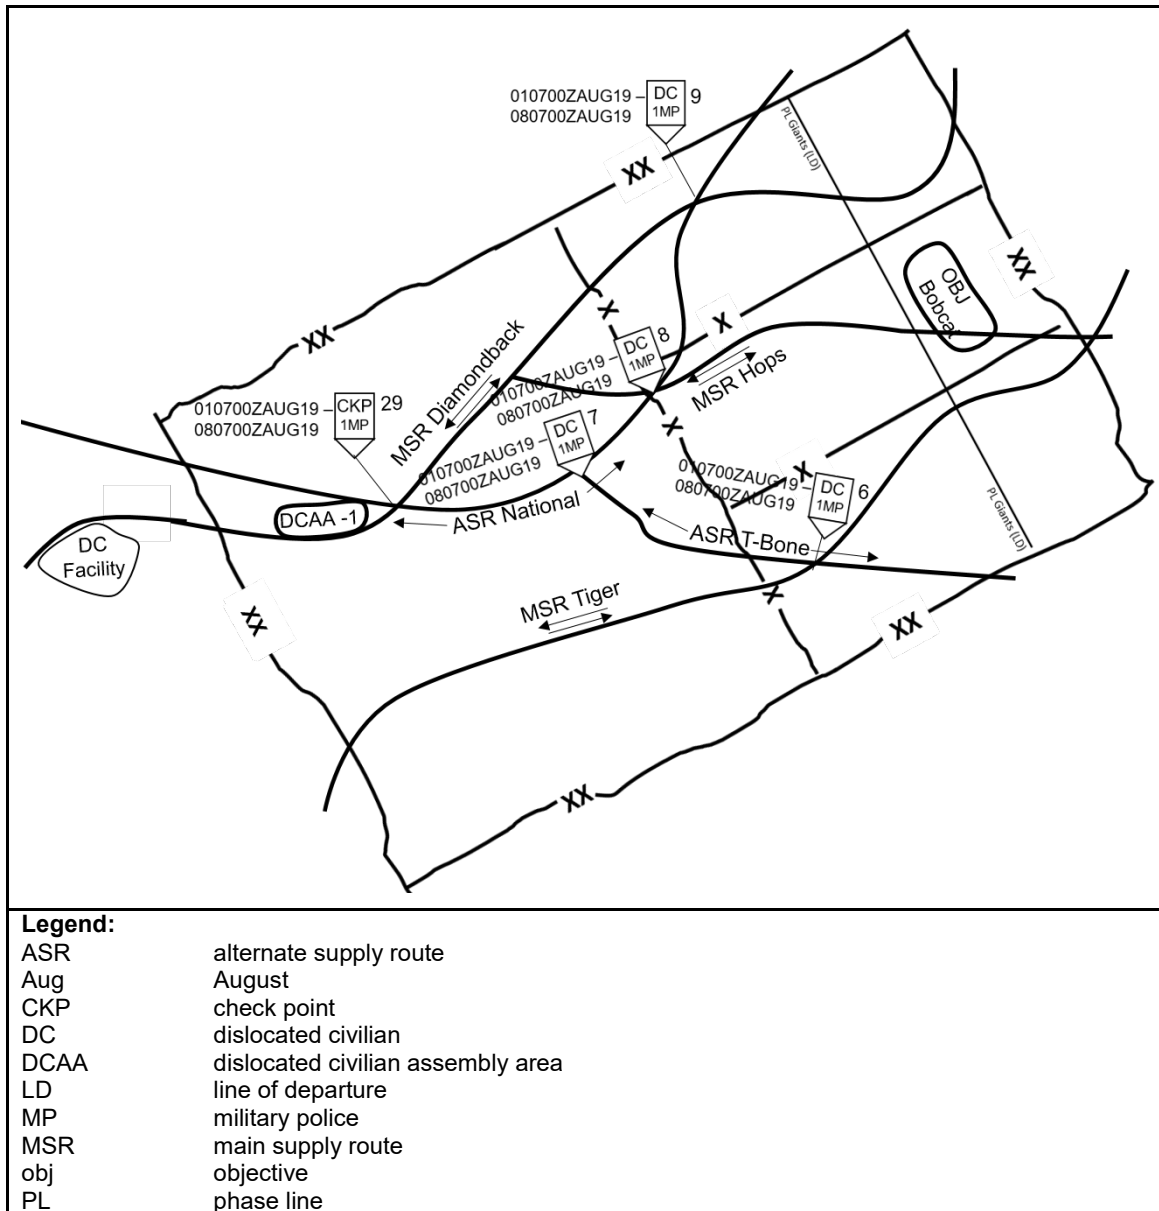 010700ZAUG19 –
080700ZAUG19
DC
1MP
9
PL Giants (LD)
XX
XX
OBJ
Bobcat
XX
X
X
DC
1MP
8
010700ZAUG19 –
080700ZAUG19
MSR Hops
MSR Diamondback
010700ZAUG19 –
080700ZAUG19
CKP
1MP
29
010700ZAUG19 –
080700ZAUG19
DC
1MP
7
X
X
010700ZAUG19 –
080700ZAUG19
DC
1MP
6
DCAA -1
ASR National
PL Giants (LD)
ASR T-Bone
DC
Facility
MSR Tiger
X
XX
XX
XX
Legend:
ASR alternate supply route
Aug August
CKP check point
DC dislocated civilian
DCAA dislocated civilian assembly area
LD line of departure
MP military police
MSR main supply route
obj objective
PL phase line